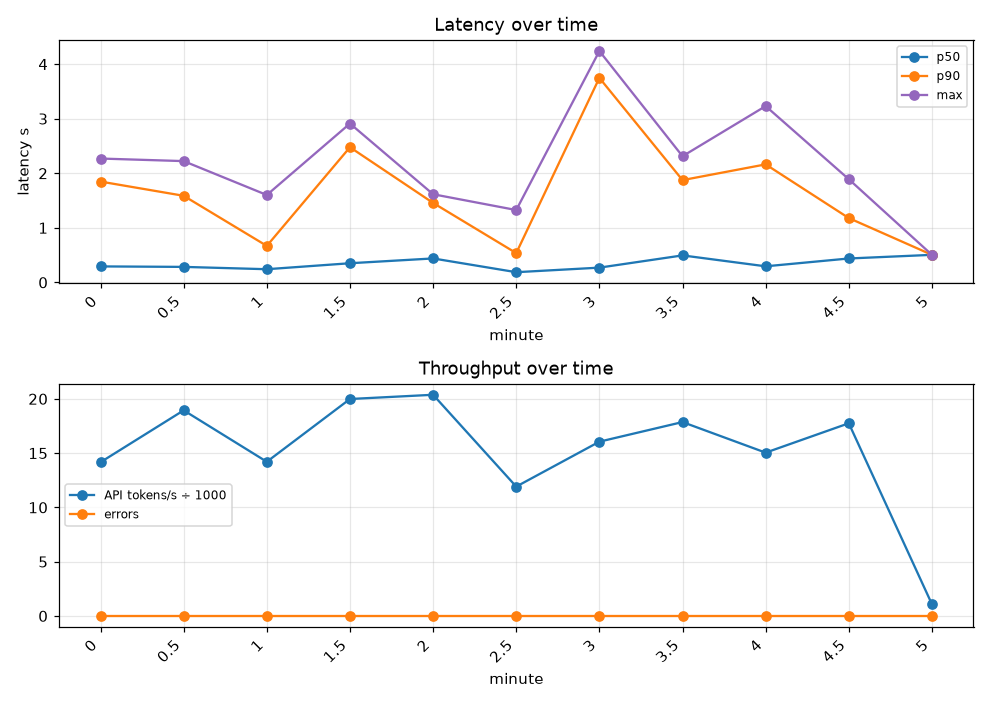 Latency over time
4
3
2
1
0
latency s
p50
p90
max
0 0.5 1 1.5 2 2.5 3 3.5 4 4.5 5
minute
Throughput over time
20
15
10
5
0
API tokens/s ÷ 1000
errors
0 0.5 1 1.5 2 2.5 3 3.5 4 4.5 5
minute